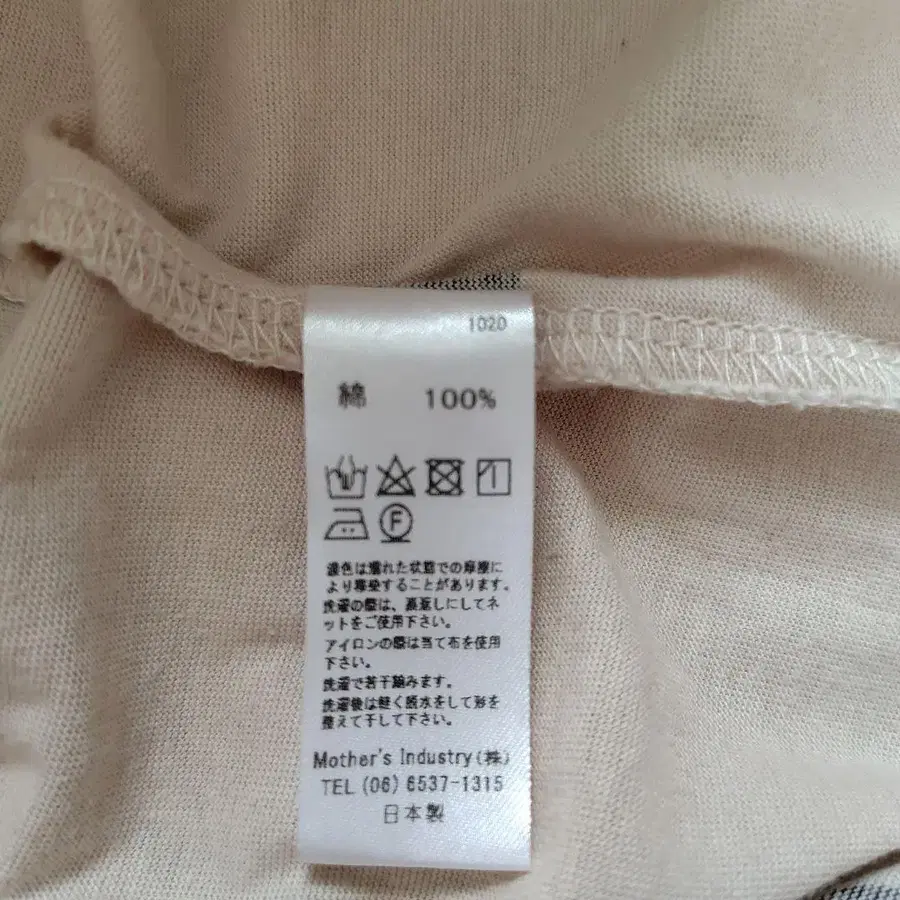 1020
綿 100%
F
濃色は濡れた状態での摩擦に
より移染することがあります。
洗濯の際は、裏返しにしてネ
ットをご使用下さい。
アイロンの際は当て布を使用
下さい。
洗濯で若干縮みます。
洗濯後は軽く脱水をして形を
整えて干して下さい。
Mother's Industry(株)
TEL (06) 6537-1315
日本製